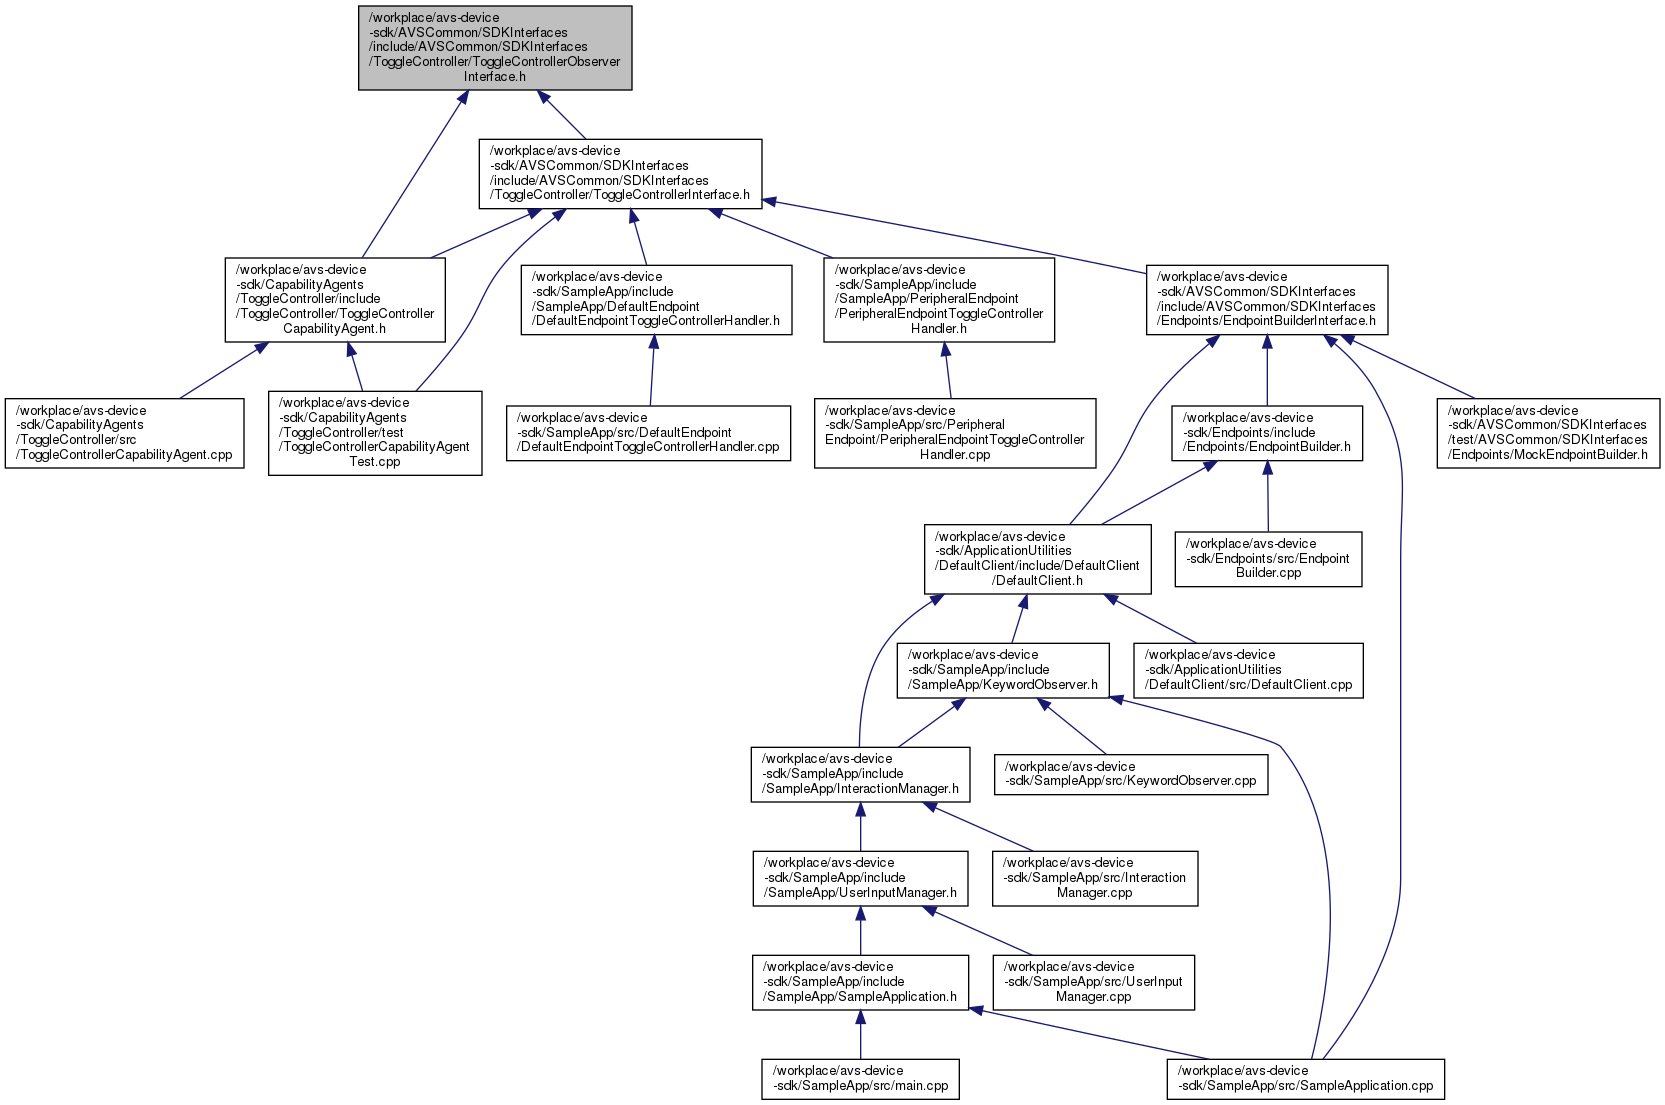 /workplace/avs-device
-sdk/AVSCommon/SDKInterfaces
/include/AVSCommon/SDKInterfaces
/ToggleController/ToggleControllerObserver
Interface.h
/workplace/avs-device
-sdk/AVSCommon/SDKInterfaces
/include/AVSCommon/SDKInterfaces
/ToggleController/ToggleControllerInterface.h
/workplace/avs-device
-sdk/CapabilityAgents
/ToggleController/include
/ToggleController/ToggleController
CapabilityAgent.h
/workplace/avs-device
-sdk/SampleApp/include
/SampleApp/DefaultEndpoint
/DefaultEndpointToggleControllerHandler.h
/workplace/avs-device
-sdk/SampleApp/include
/SampleApp/PeripheralEndpoint
/PeripheralEndpointToggleController
Handler.h
/workplace/avs-device
-sdk/AVSCommon/SDKInterfaces
/include/AVSCommon/SDKInterfaces
/Endpoints/EndpointBuilderInterface.h
/workplace/avs-device
-sdk/CapabilityAgents
/ToggleController/src
/ToggleControllerCapabilityAgent.cpp
/workplace/avs-device
-sdk/CapabilityAgents
/ToggleController/test
/ToggleControllerCapabilityAgent
Test.cpp
/workplace/avs-device
-sdk/SampleApp/src/DefaultEndpoint
/DefaultEndpointToggleControllerHandler.cpp
/workplace/avs-device
-sdk/SampleApp/src/Peripheral
Endpoint/PeripheralEndpointToggleController
Handler.cpp
/workplace/avs-device
-sdk/Endpoints/include
/Endpoints/EndpointBuilder.h
/workplace/avs-device
-sdk/AVSCommon/SDKInterfaces
/test/AVSCommon/SDKInterfaces
/Endpoints/MockEndpointBuilder.h
/workplace/avs-device
-sdk/ApplicationUtilities
/DefaultClient/include/DefaultClient
/DefaultClient.h
/workplace/avs-device
-sdk/Endpoints/src/Endpoint
Builder.cpp
/workplace/avs-device
-sdk/SampleApp/include
/SampleApp/KeywordObserver.h
/workplace/avs-device
-sdk/ApplicationUtilities
/DefaultClient/src/DefaultClient.cpp
/workplace/avs-device
-sdk/SampleApp/include
/SampleApp/InteractionManager.h
/workplace/avs-device
-sdk/SampleApp/src/KeywordObserver.cpp
/workplace/avs-device
-sdk/SampleApp/include
/SampleApp/UserInputManager.h
/workplace/avs-device
-sdk/SampleApp/src/Interaction
Manager.cpp
/workplace/avs-device
-sdk/SampleApp/include
/SampleApp/SampleApplication.h
/workplace/avs-device
-sdk/SampleApp/src/UserInput
Manager.cpp
/workplace/avs-device
-sdk/SampleApp/src/main.cpp
/workplace/avs-device
-sdk/SampleApp/src/SampleApplication.cpp